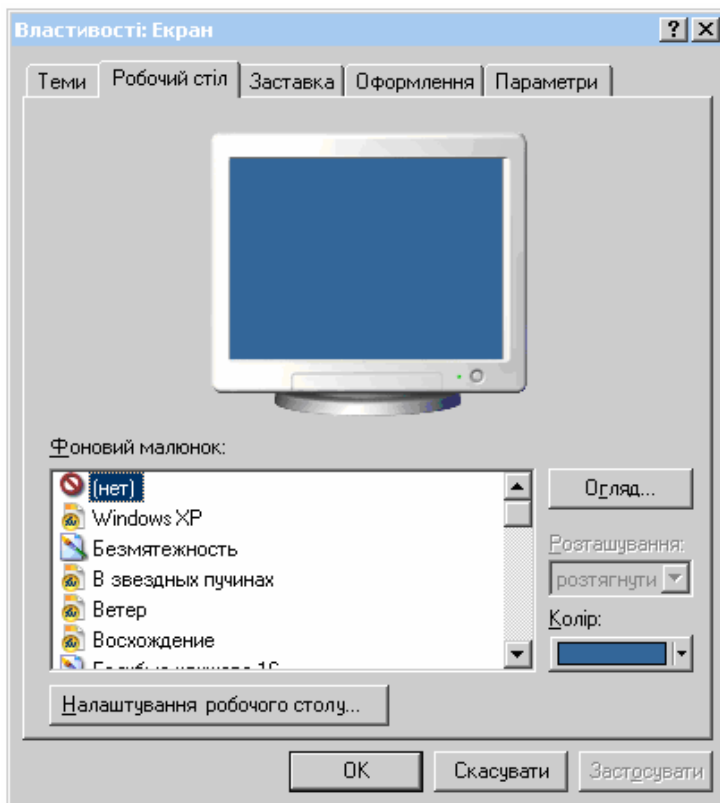 Властивості: Екран
Теми Робочий стіл Заставка Оформлення Параметри
Фоновий малюнок:
(нет)
Windows XP
Безмятежность
В звездных пучинах
Ветер
Восхождение
Огляд...
Розташування:
розтягнути
Колір:
Налаштування робочого столу...
ОК Скасувати Застосувати